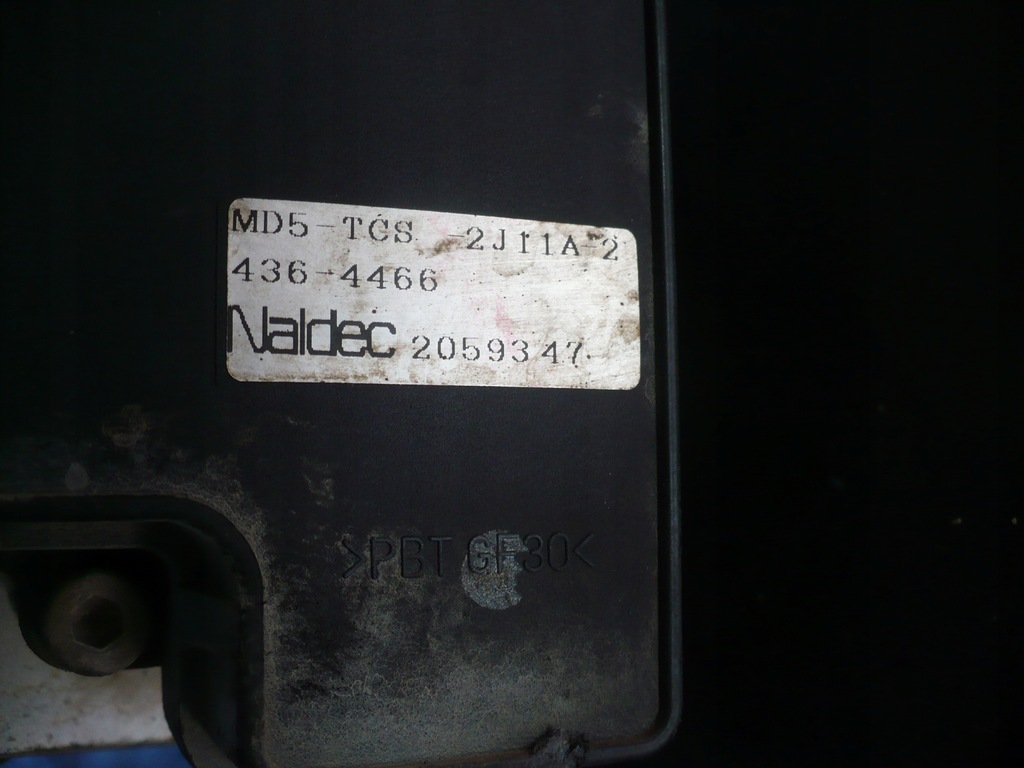 MD5-TCS -2J11A-2
436-4466
Naldec 2059347
>PBT GF30<